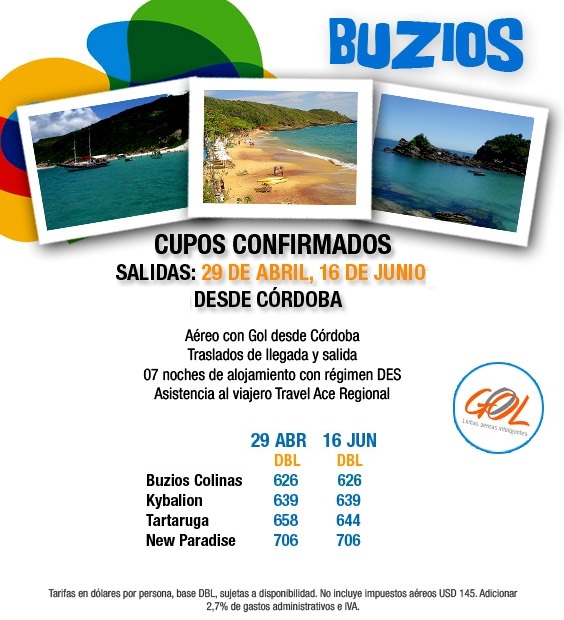 BUZIOS
CUPOS CONFIRMADOS
SALIDAS: 29 DE ABRIL, 16 DE JUNIO
DESDE CÓRDOBA
Aéreo con Gol desde Córdoba
Traslados de llegada y salida
07 noches de alojamiento con régimen DES
Asistencia al viajero Travel Ace Regional
GOL
Linhas aéreas inteligentes
29 ABR 16 JUN
DBL DBL
Buzios Colinas 626 626
Kybalion 639 639
Tartaruga 658 644
New Paradise 706 706
Tarifas en dólares por persona, base DBL, sujetas a disponibilidad. No incluye impuestos aéreos USD 145. Adicionar
2,7% de gastos administrativos e IVA.